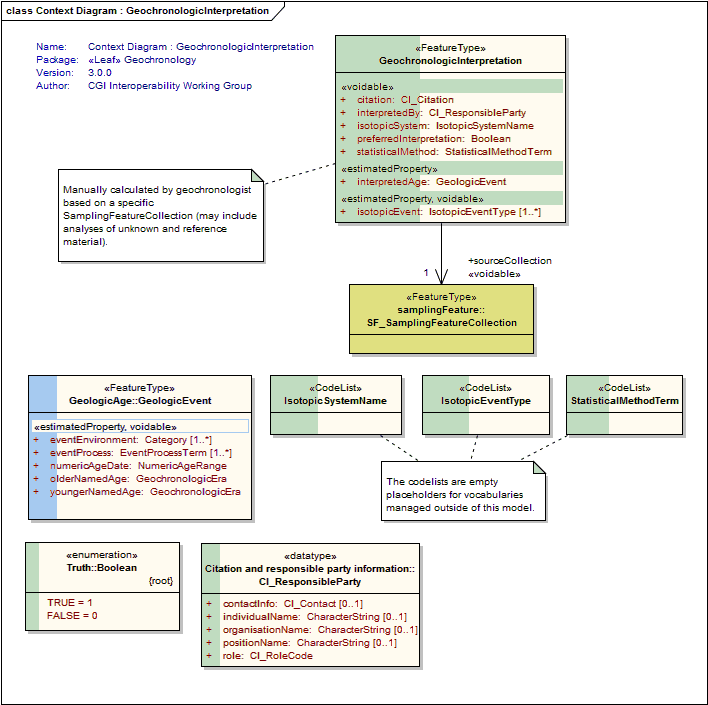 class Context Diagram : GeochronologicInterpretation
Name: Context Diagram : GeochronologicInterpretation
Package: «Leaf» Geochronology
Version: 3.0.0
Author: CGI Interoperability Working Group
«FeatureType»
GeochronologicInterpretation
«voidable»
+ citation: CI_Citation
+ interpretedBy: CI_ResponsibleParty
+ isotopicSystem: IsotopicSystemName
+ preferredInterpretation: Boolean
+ statisticalMethod: StatisticalMethodTerm
«estimatedProperty»
+ interpretedAge: GeologicEvent
«estimatedProperty, voidable»
+ isotopicEvent: IsotopicEventType [1..*]
Manually calculated by geochronologist
based on a specific
SamplingFeatureCollection (may include
analyses of unknown and reference
material).
+sourceCollection
1 «voidable»
«FeatureType»
samplingFeature::
SF_SamplingFeatureCollection
«FeatureType»
GeologicAge::GeologicEvent
«estimatedProperty, voidable»
+ eventEnvironment: Category [1..*]
+ eventProcess: EventProcessTerm [1..*]
+ numericAgeDate: NumericAgeRange
+ olderNamedAge: GeochronologicEra
+ youngerNamedAge: GeochronologicEra
«CodeList»
IsotopicSystemName
«CodeList»
IsotopicEventType
«CodeList»
StatisticalMethodTerm
The codelists are empty
placeholders for vocabularies
managed outside of this model.
«enumeration»
Truth::Boolean
{root}
TRUE = 1
FALSE = 0
«datatype»
Citation and responsible party information::
CI_ResponsibleParty
+ contactInfo: CI_Contact [0..1]
+ individualName: CharacterString [0..1]
+ organisationName: CharacterString [0..1]
+ positionName: CharacterString [0..1]
+ role: CI_RoleCode